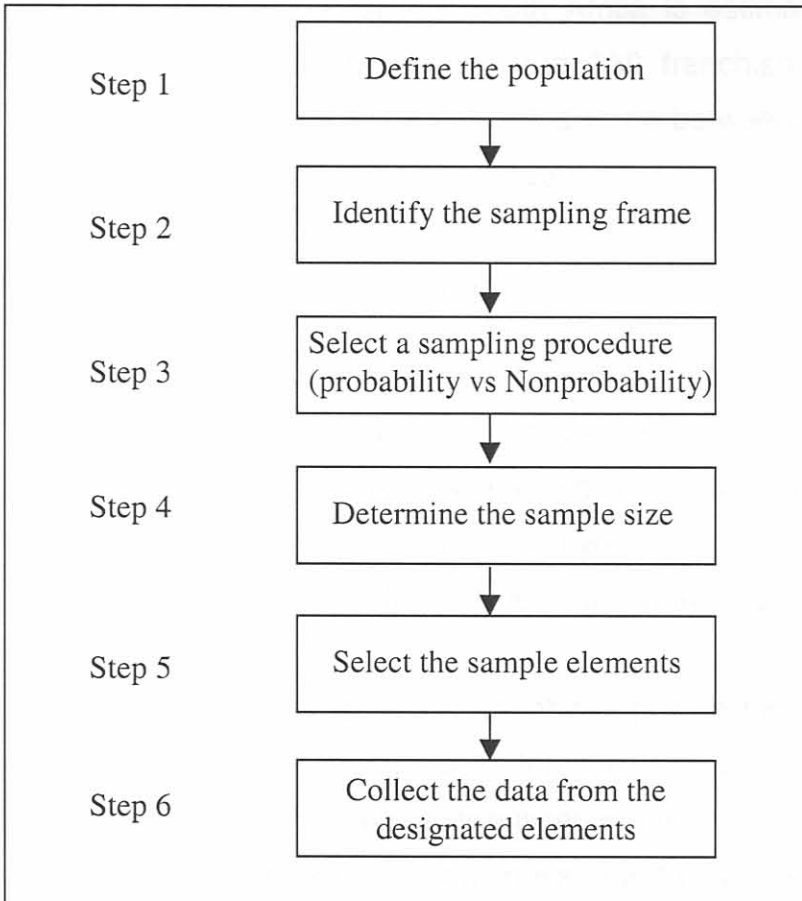 Step 1
Define the population
Step 2
Identify the sampling frame
Step 3
Select a sampling procedure
(probability vs Nonprobability)
Step 4
Determine the sample size
Step 5
Select the sample elements
Step 6
Collect the data from the
designated elements